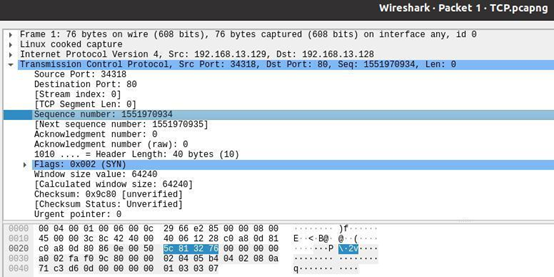 Wireshark · Packet 1 · TCP.pcapng
Frame 1: 76 bytes on wire (608 bits), 76 bytes captured (608 bits) on interface any, id 0
Linux cooked capture
Internet Protocol Version 4, Src: 192.168.13.129, Dst: 192.168.13.128
Transmission Control Protocol, Src Port: 34318, Dst Port: 80, Seq: 1551970934, Len: 0
Source Port: 34318
Destination Port: 80
[Stream index: 0]
[TCP Segment Len: 0]
Sequence number: 1551970934
[Next sequence number: 1551970935]
Acknowledgment number: 0
Acknowledgment number (raw): 0
1010 .... = Header Length: 40 bytes (10)
Flags: 0x002 (SYN)
Window size value: 64240
[Calculated window size: 64240]
Checksum: 0x9c80 [unverified]
[Checksum Status: Unverified]
Urgent pointer: 0
0000 00 04 00 01 00 06 00 0c 29 66 e2 85 00 00 08 00 ········ )f······
0010 45 00 00 3c 8c 42 40 00 40 06 12 28 c0 a8 0d 81 E··<·B@· @··(····
0020 c0 a8 0d 80 86 0e 00 50 5c 81 32 76 00 00 00 00 ·······P \·2v····
0030 a0 02 fa f0 9c 80 00 00 02 04 05 b4 04 02 08 0a ········ ········
0040 71 c3 d6 0d 00 00 00 00 01 03 03 07 q······· ····